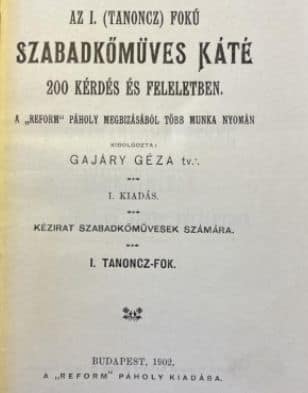 AZ I. (TANONCZ) FOKÚ
SZABADKŐMÜVES KÁTÉ
200 KÉRDÉS ÉS FELELETBEN.
A „REFORM" PÁHOLY MEGBIZÁSÁBÓL TÖBB MUNKA NYOMÁN
KIDOLGOZTA:
GAJÁRY GÉZA tv.·.
I. KIADÁS.
KÉZIRAT SZABADKŐMŰVESEK SZÁMÁRA.
I. TANONCZ-FOK.
BUDAPEST, 1902.
A „REFORM" PÁHOLY KIADÁSA.